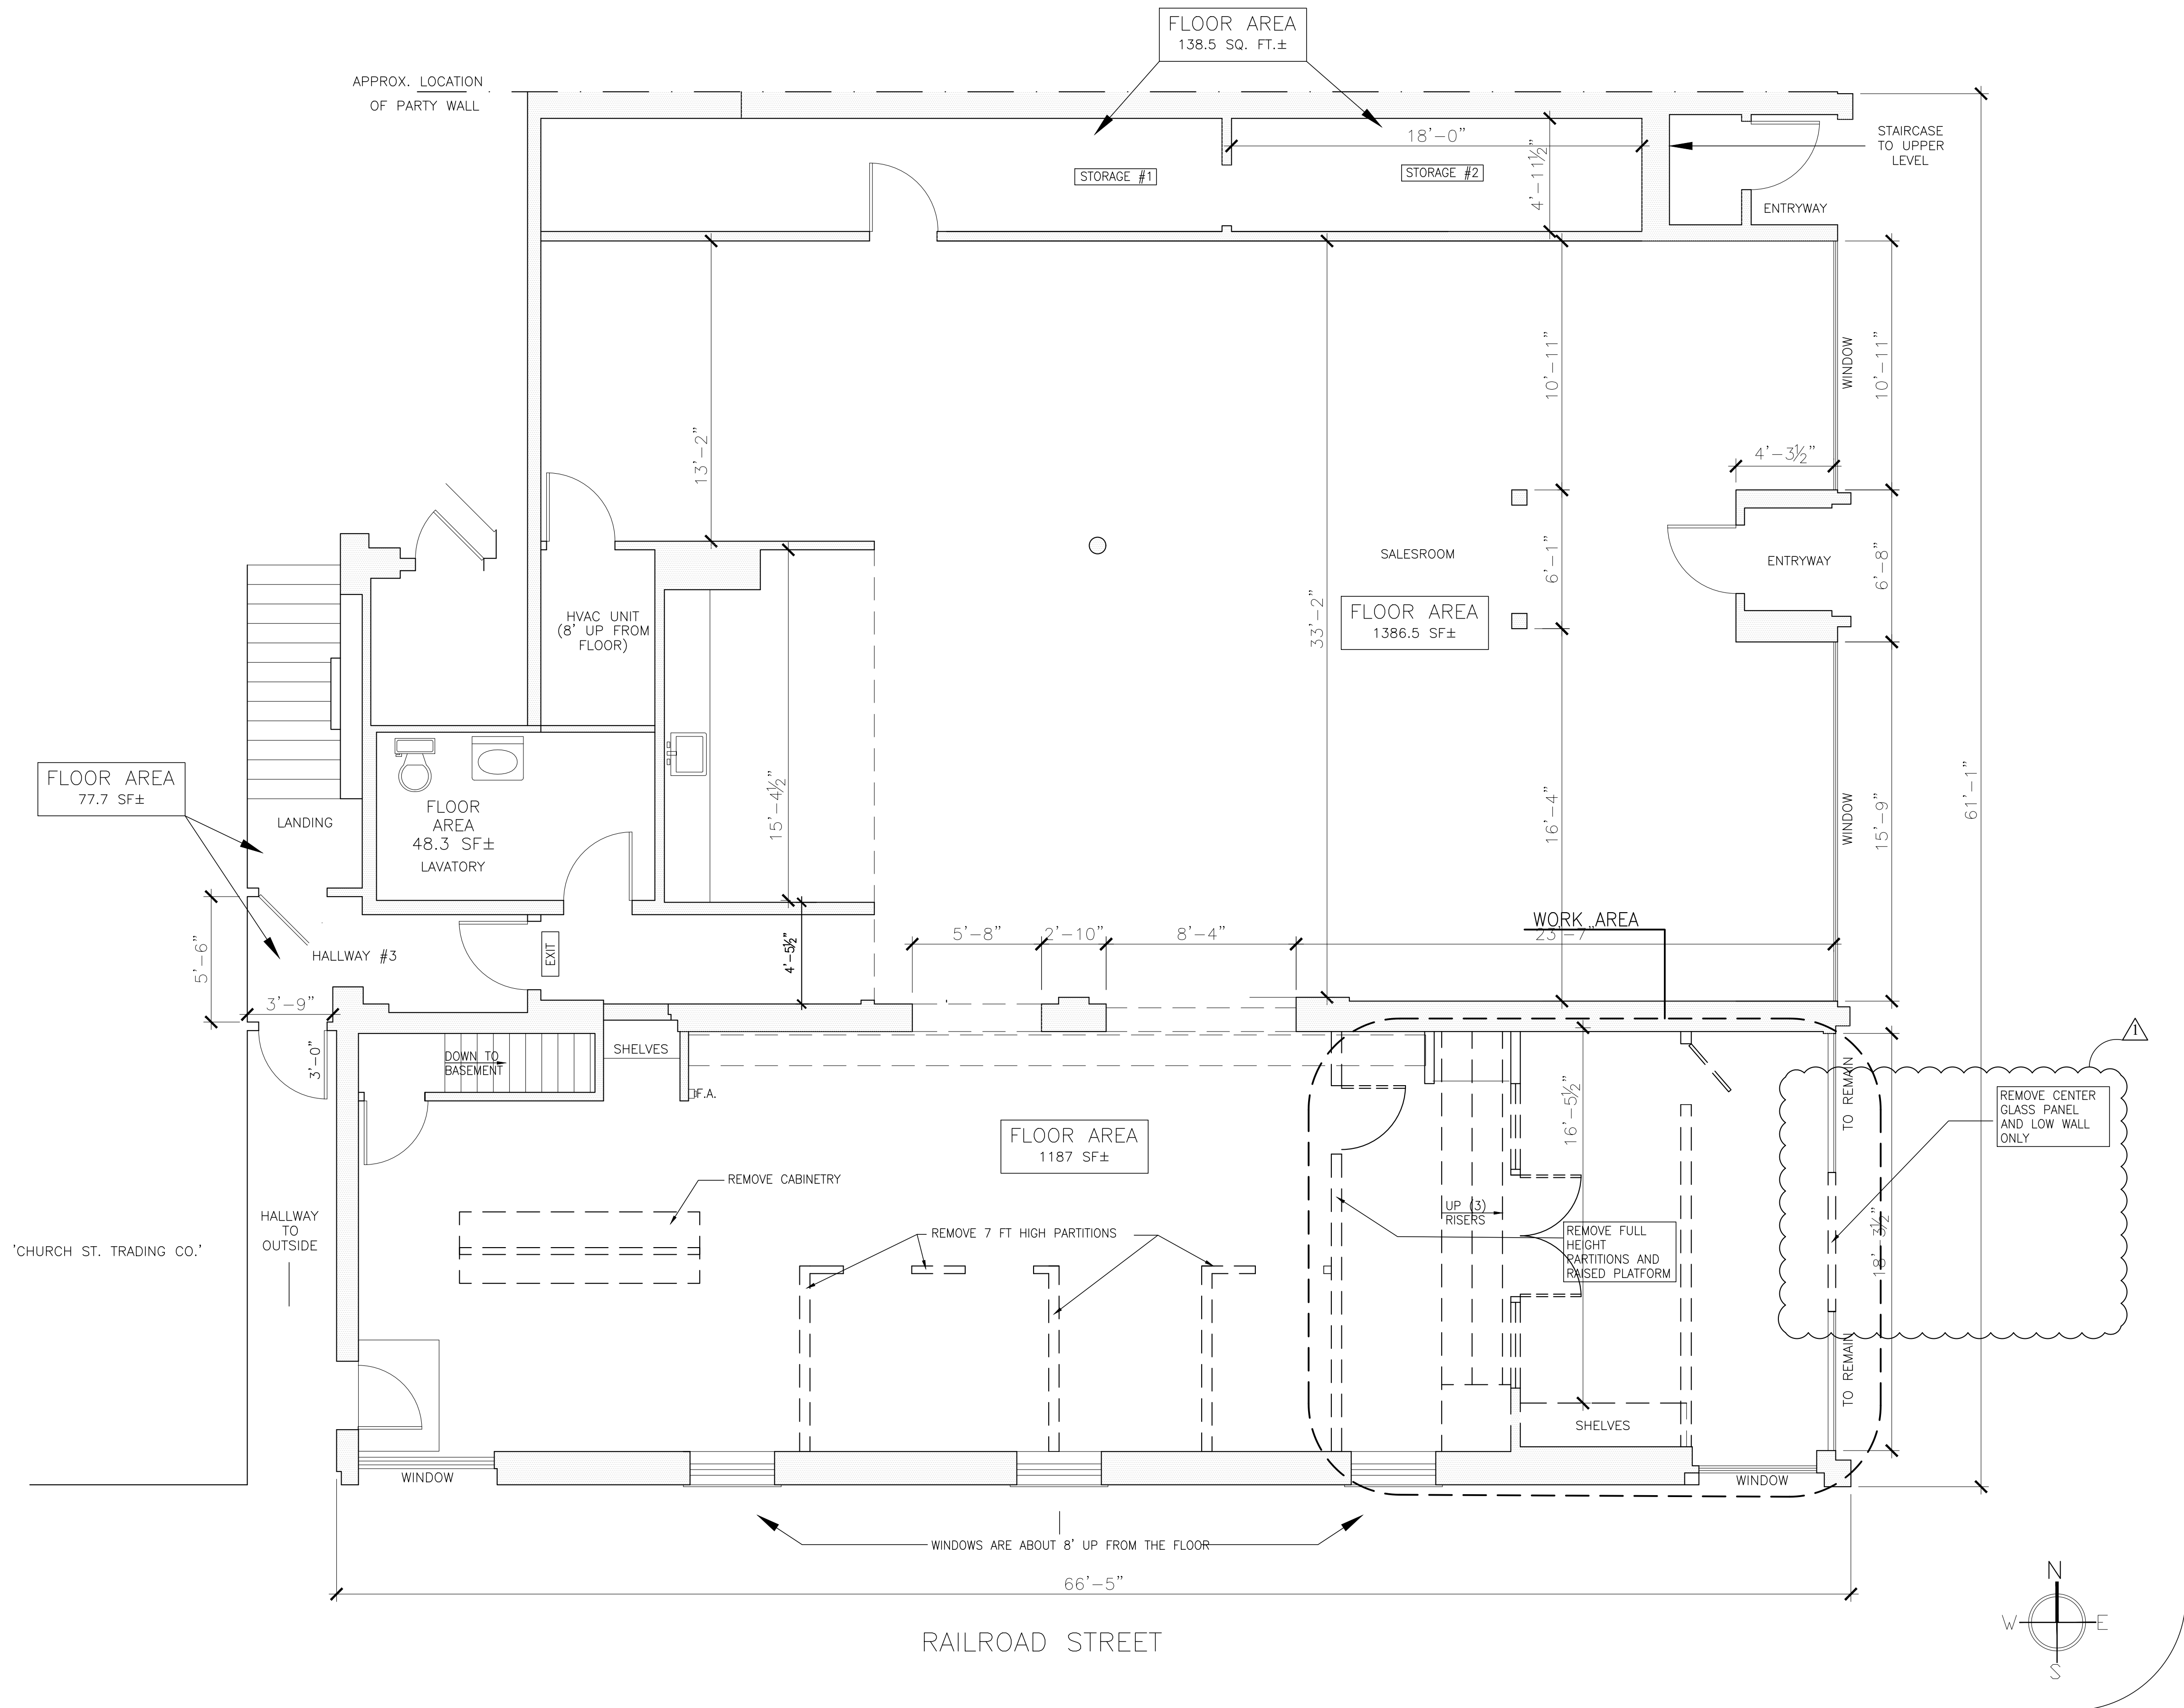 FLOOR AREA
138.5 SQ. FT.±
APPROX. LOCATION
OF PARTY WALL
18'-0"
4'-11½"
STORAGE #1
STORAGE #2
STAIRCASE
TO UPPER
LEVEL
ENTRYWAY
13'-2"
33'-2"
10'-11"
WINDOW
10'-11"
4'-3½"
SALESROOM
6'-1"
ENTRYWAY
6'-8"
FLOOR AREA
1386.5 SF±
HVAC UNIT
(8' UP FROM
FLOOR)
15'-4½"
16'-4"
WINDOW
15'-9"
61'-1"
FLOOR AREA
77.7 SF±
LANDING
FLOOR
AREA
48.3 SF±
LAVATORY
WORK AREA
5'-6"
HALLWAY #3
EXIT
4'-5½"
5'-8"
2'-10"
8'-4"
23'-7"
3'-9"
3'-0"
DOWN TO
BASEMENT
SHELVES
F.A.
16'-5½"
TO REMAIN
1
REMOVE CENTER
GLASS PANEL
AND LOW WALL
ONLY
FLOOR AREA
1187 SF±
REMOVE CABINETRY
REMOVE 7 FT HIGH PARTITIONS
UP (3)
RISERS
REMOVE FULL
HEIGHT
PARTITIONS AND
RAISED PLATFORM
18'-3½"
HALLWAY
TO
OUTSIDE
'CHURCH ST. TRADING CO.'
TO REMAIN
SHELVES
WINDOW
WINDOW
WINDOWS ARE ABOUT 8' UP FROM THE FLOOR
66'-5"
RAILROAD STREET
N
W
E
S